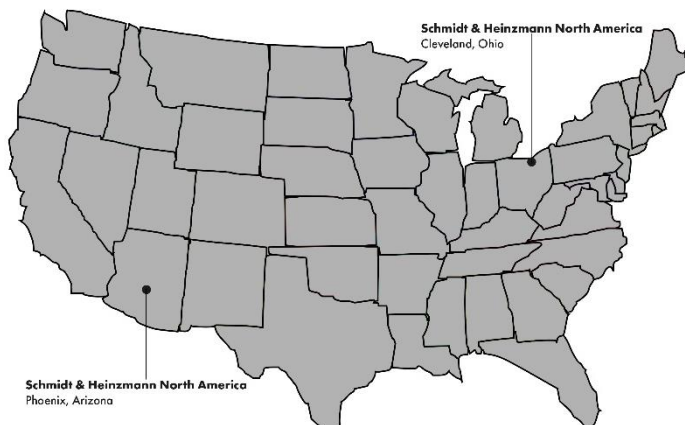 Schmidt & Heinzmann North America
Cleveland, Ohio
Schmidt & Heinzmann North America
Phoenix, Arizona